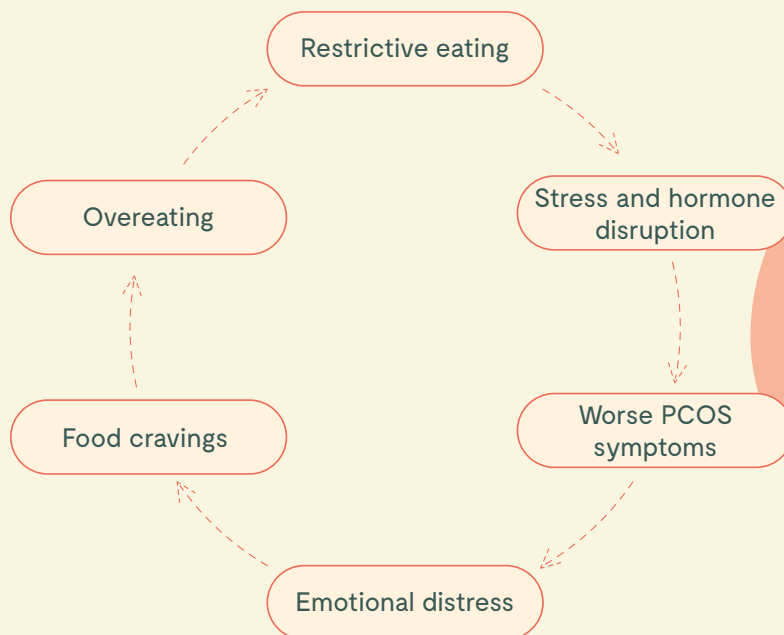 Restrictive eating
Stress and hormone
disruption
Worse PCOS
symptoms
Emotional distress
Food cravings
Overeating